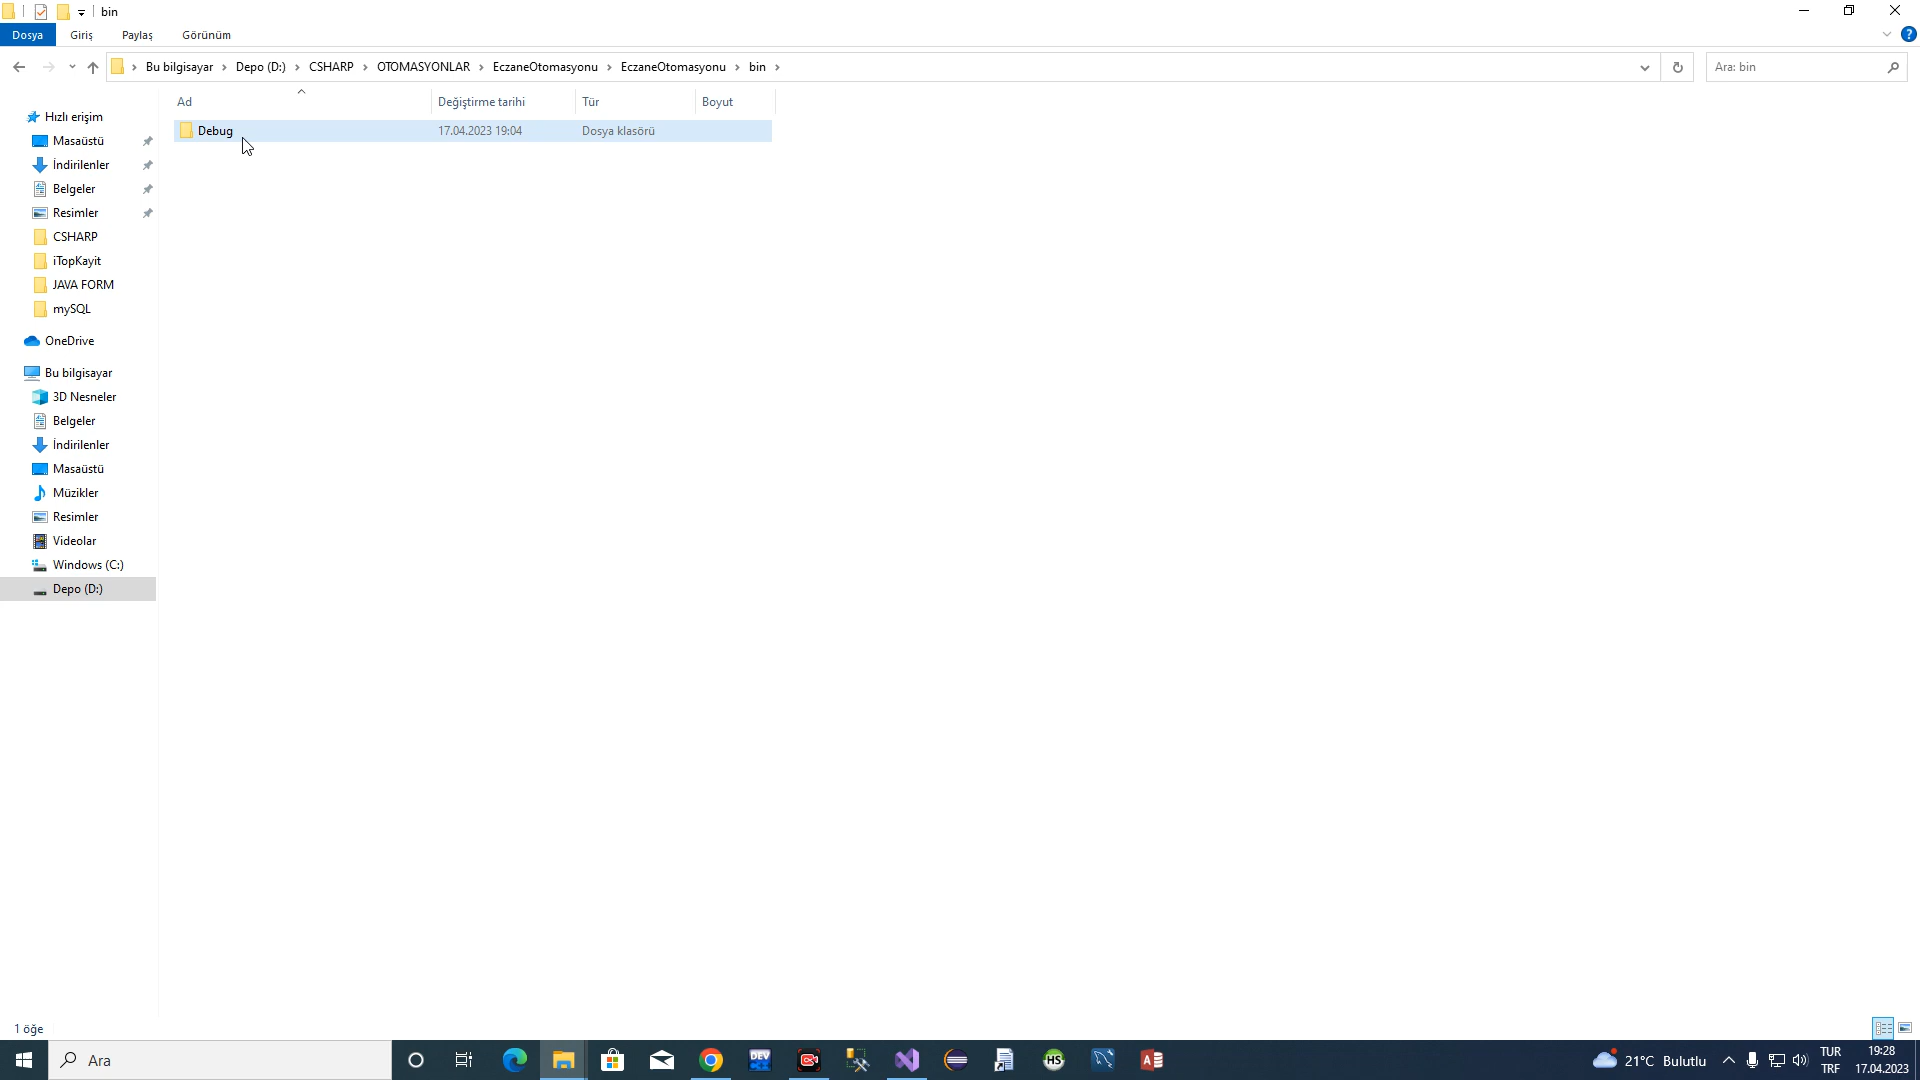 bin
Dosya Giriş Paylaş Görünüm ?
Bu bilgisayar Depo (D:) CSHARP OTOMASYONLAR EczaneOtomasyonu EczaneOtomasyonu bin
Ara: bin
Ad Değiştirme tarihi Tür Boyut
Debug 17.04.2023 19:04 Dosya klasörü
Hızlı erişim
Masaüstü
İndirilenler
Belgeler
Resimler
CSHARP
iTopKayit
JAVA FORM
mySQL
OneDrive
Bu bilgisayar
3D Nesneler
Belgeler
İndirilenler
Masaüstü
Müzikler
Resimler
Videolar
Windows (C:)
Depo (D:)
1 öğe
Ara
DEV
HS
A
21°C Bulutlu
TUR
TRF
19:28
17.04.2023